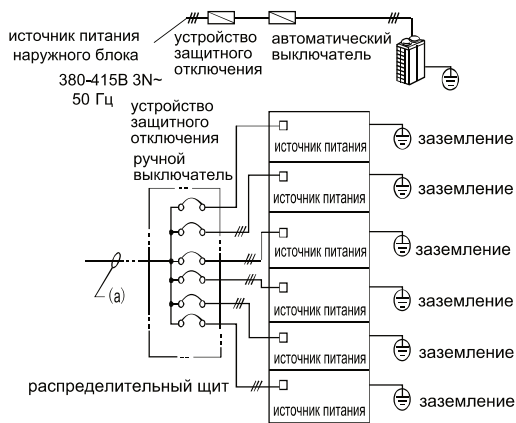 источник питания
наружного блока
380-415В 3N~
50 Гц
устройство
защитного
отключения
автоматический
выключатель
устройство
защитного
отключения
ручной
выключатель
источник питания
заземление
источник питания
заземление
источник питания
заземление
источник питания
заземление
источник питания
заземление
источник питания
заземление
(a)
распределительный щит